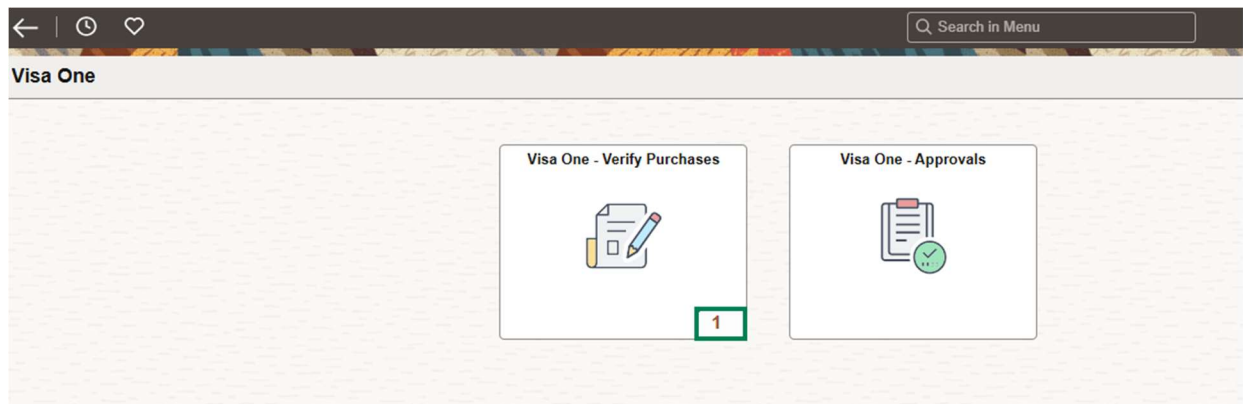 Search in Menu
Visa One
Visa One - Verify Purchases
Visa One - Approvals
1